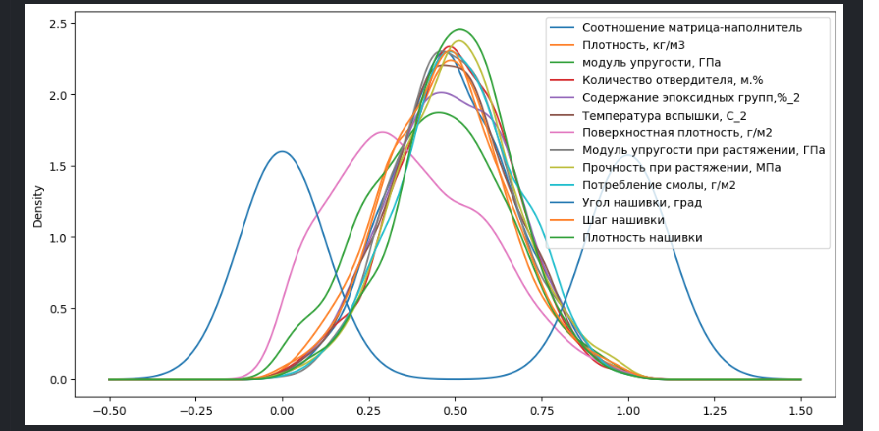 2.5
2.0
1.5
1.0
0.5
0.0
Density
−0.50
−0.25
0.00
0.25
0.50
0.75
1.00
1.25
1.50
Соотношение матрица-наполнитель
Плотность, кг/м3
модуль упругости, ГПа
Количество отвердителя, м.%
Содержание эпоксидных групп,%_2
Температура вспышки, С_2
Поверхностная плотность, г/м2
Модуль упругости при растяжении, ГПа
Прочность при растяжении, МПа
Потребление смолы, г/м2
Угол нашивки, град
Шаг нашивки
Плотность нашивки